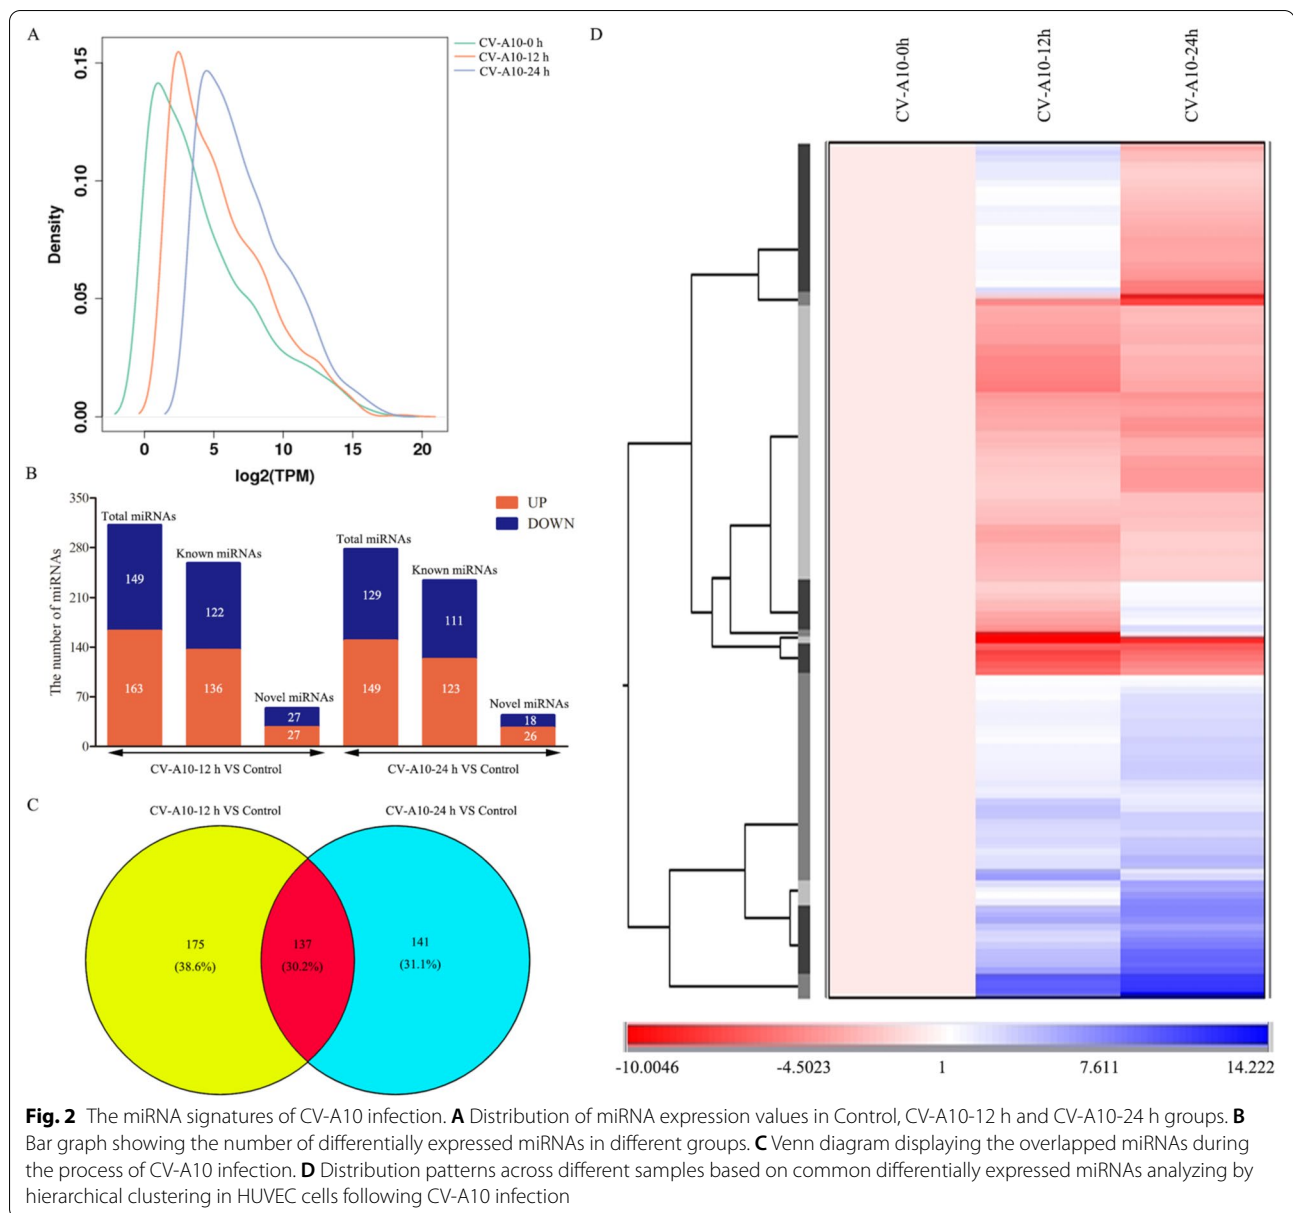 A
CV-A10-0 h
CV-A10-12 h
CV-A10-24 h
Density
0.15
0.10
0.05
0.00
0
5
10
15
20
log2(TPM)
B
The number of miRNAs
350
280
210
140
70
0
UP
DOWN
Total miRNAs
149
163
Known miRNAs
122
136
Novel miRNAs
27
27
Total miRNAs
129
149
Known miRNAs
111
123
Novel miRNAs
18
26
CV-A10-12 h VS Control
CV-A10-24 h VS Control
C
CV-A10-12 h VS Control
CV-A10-24 h VS Control
175
(38.6%)
137
(30.2%)
141
(31.1%)
D
CV-A10-0h
CV-A10-12h
CV-A10-24h
-10.0046
-4.5023
1
7.611
14.222
Fig. 2 The miRNA signatures of CV-A10 infection. A Distribution of miRNA expression values in Control, CV-A10-12 h and CV-A10-24 h groups. B
Bar graph showing the number of differentially expressed miRNAs in different groups. C Venn diagram displaying the overlapped miRNAs during
the process of CV-A10 infection. D Distribution patterns across different samples based on common differentially expressed miRNAs analyzing by
hierarchical clustering in HUVEC cells following CV-A10 infection